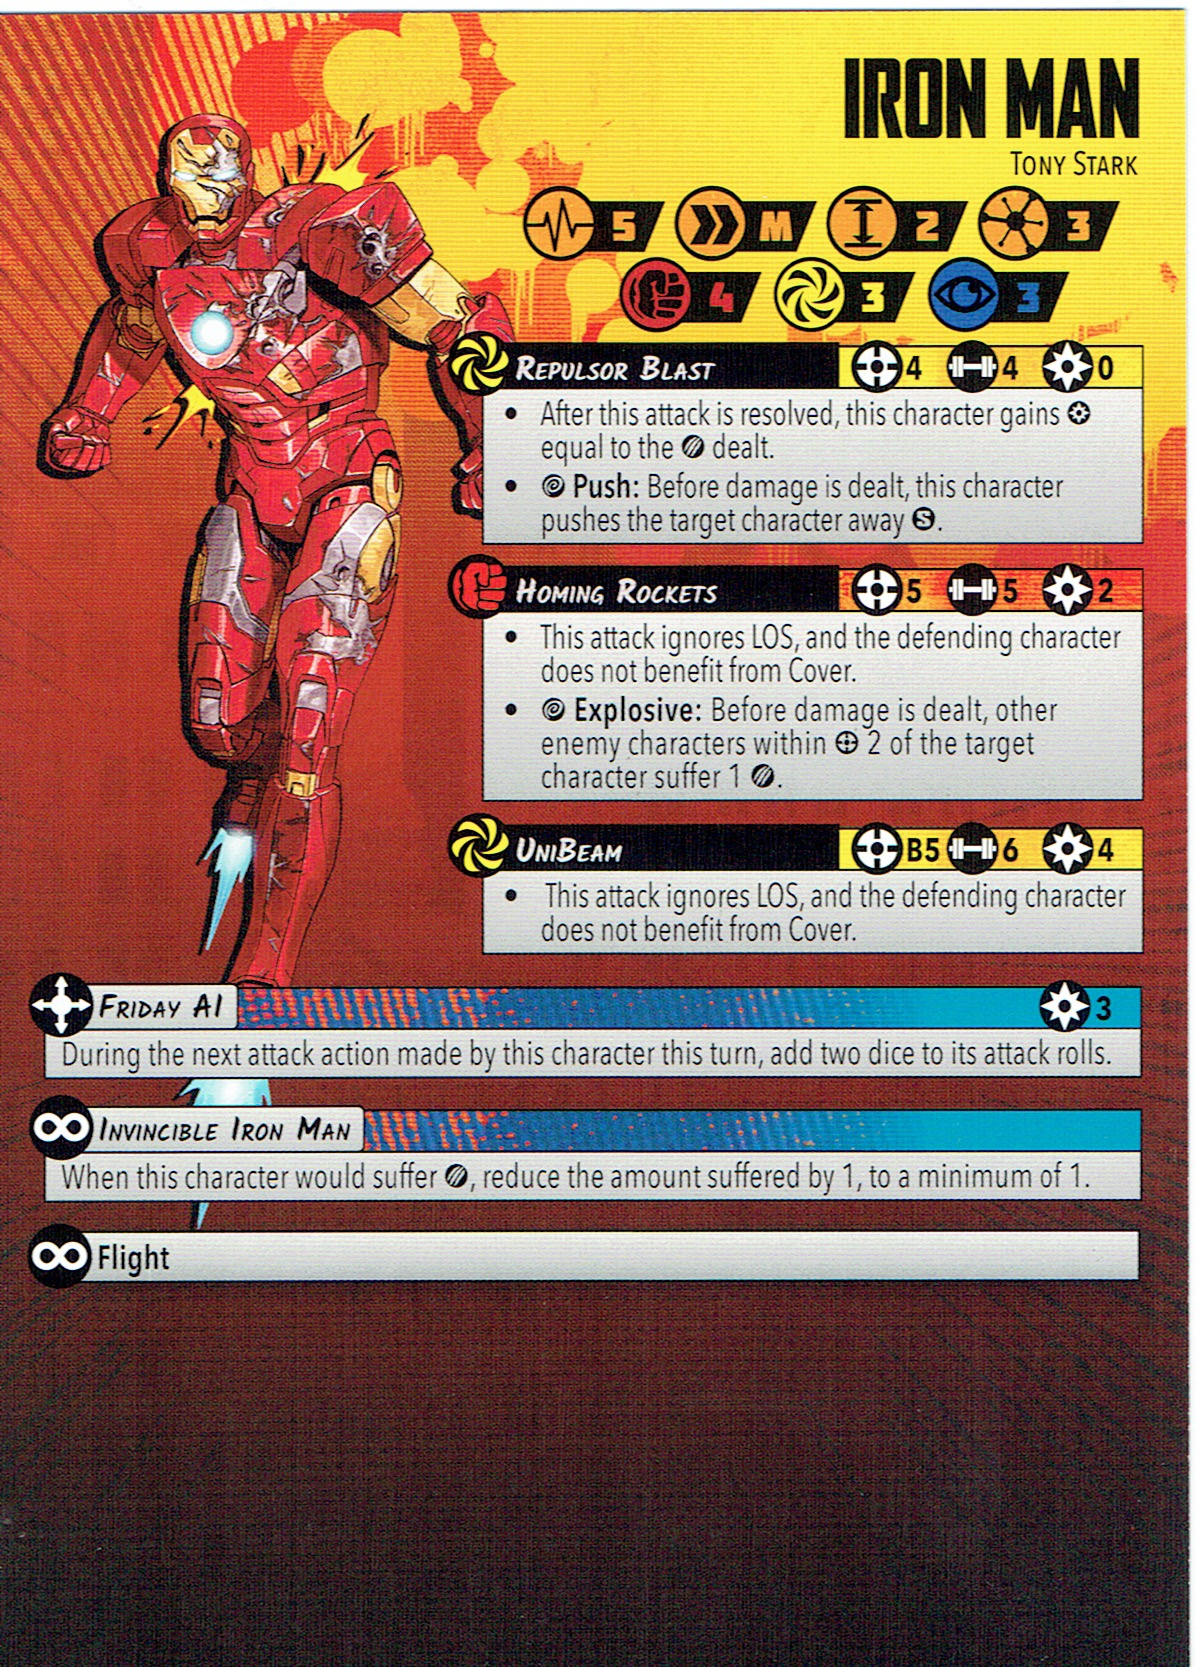 IRON MAN
Tony Stark
5 M 2 3
4 3 3
Repulsor Blast 4 4 0
• After this attack is resolved, this character gains
equal to the dealt.
• Push: Before damage is dealt, this character
pushes the target character away S.
Homing Rockets 5 5 2
• This attack ignores LOS, and the defending character
does not benefit from Cover.
• Explosive: Before damage is dealt, other
enemy characters within 2 of the target
character suffer 1 .
UniBeam B5 6 4
• This attack ignores LOS, and the defending character
does not benefit from Cover.
Friday AI 3
During the next attack action made by this character this turn, add two dice to its attack rolls.
Invincible Iron Man
When this character would suffer , reduce the amount suffered by 1, to a minimum of 1.
Flight